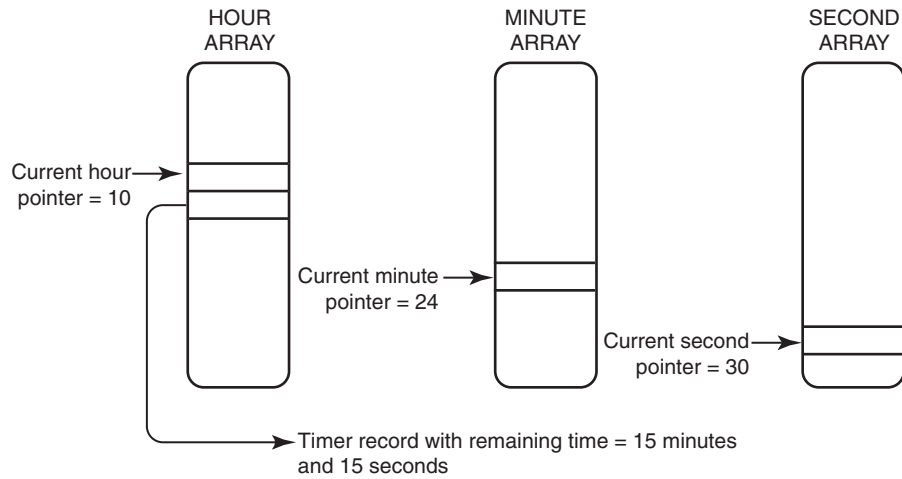 HOUR
ARRAY
MINUTE
ARRAY
SECOND
ARRAY
Current hour
pointer = 10
Current minute
pointer = 24
Current second
pointer = 30
Timer record with remaining time = 15 minutes
and 15 seconds